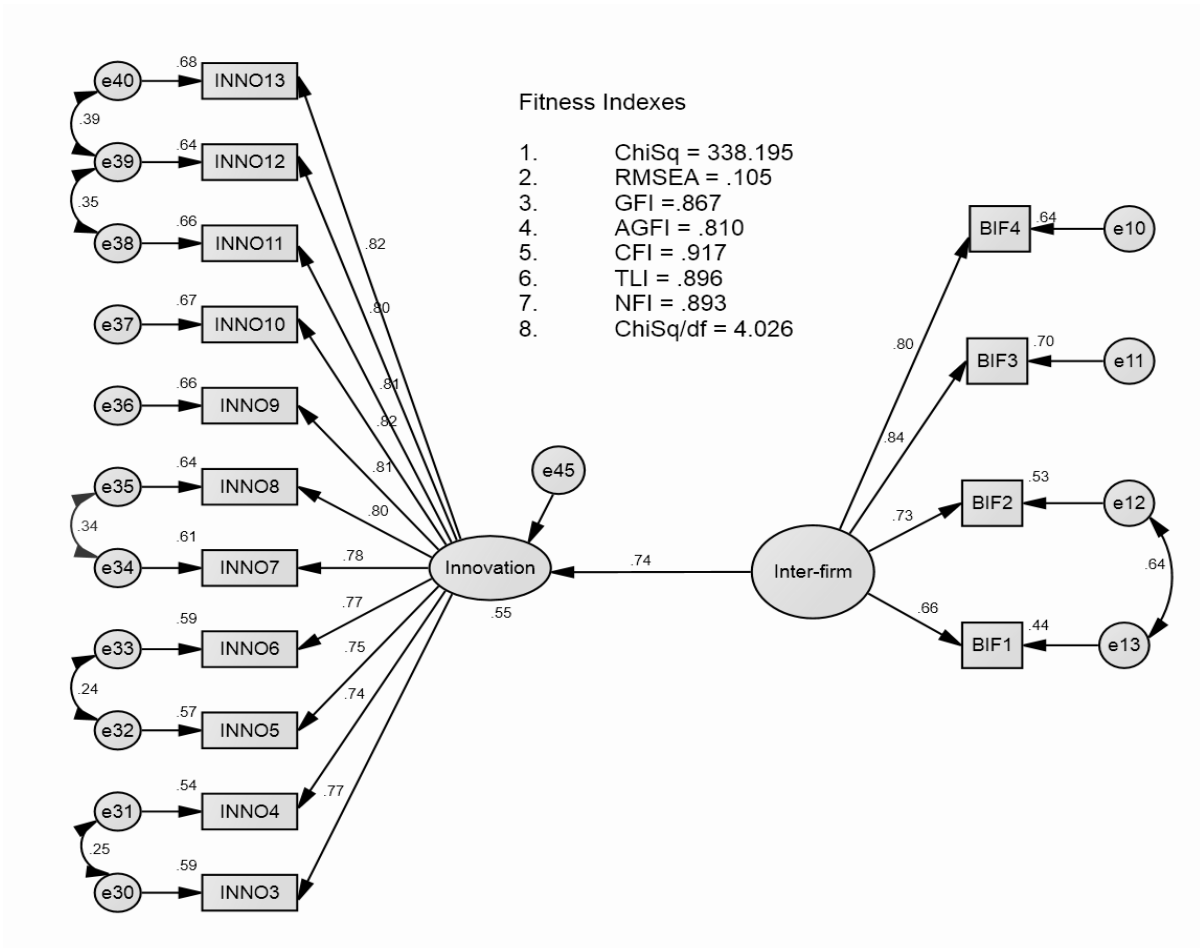 Fitness Indexes
1. ChiSq = 338.195
2. RMSEA = .105
3. GFI =.867
4. AGFI = .810
5. CFI = .917
6. TLI = .896
7. NFI = .893
8. ChiSq/df = 4.026
e40 .68 INNO13
.39
e39 .64 INNO12
.35
e38 .66 INNO11
e37 .67 INNO10
e36 .66 INNO9
e35 .64 INNO8
.34
e34 .61 INNO7
e33 .59 INNO6
.24
e32 .57 INNO5
e31 .54 INNO4
.25
e30 .59 INNO3
.82
.80
.81
.82
.81
.80
.78
.77
.75
.74
.77
e45
Innovation
.55
.74
Inter-firm
.80
.84
.73
.66
BIF4 .64 e10
BIF3 .70 e11
BIF2 .53 e12
.64
BIF1 .44 e13